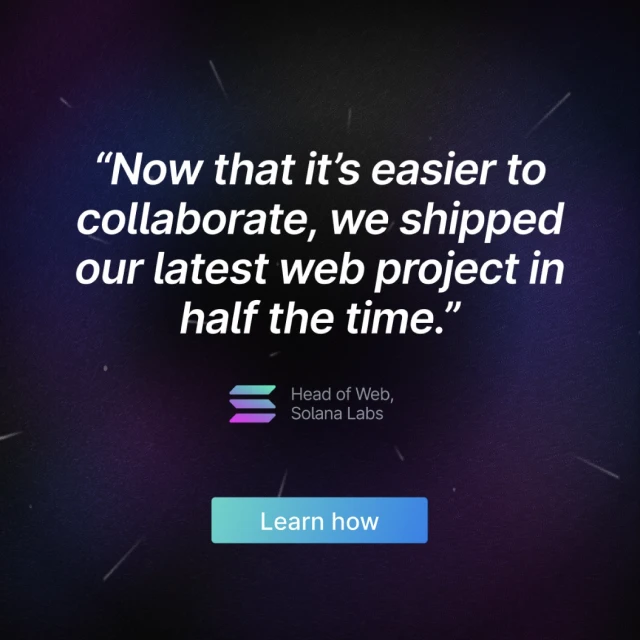 “Now that it’s easier to
collaborate, we shipped
our latest web project in
half the time.”
Head of Web,
Solana Labs
Learn how